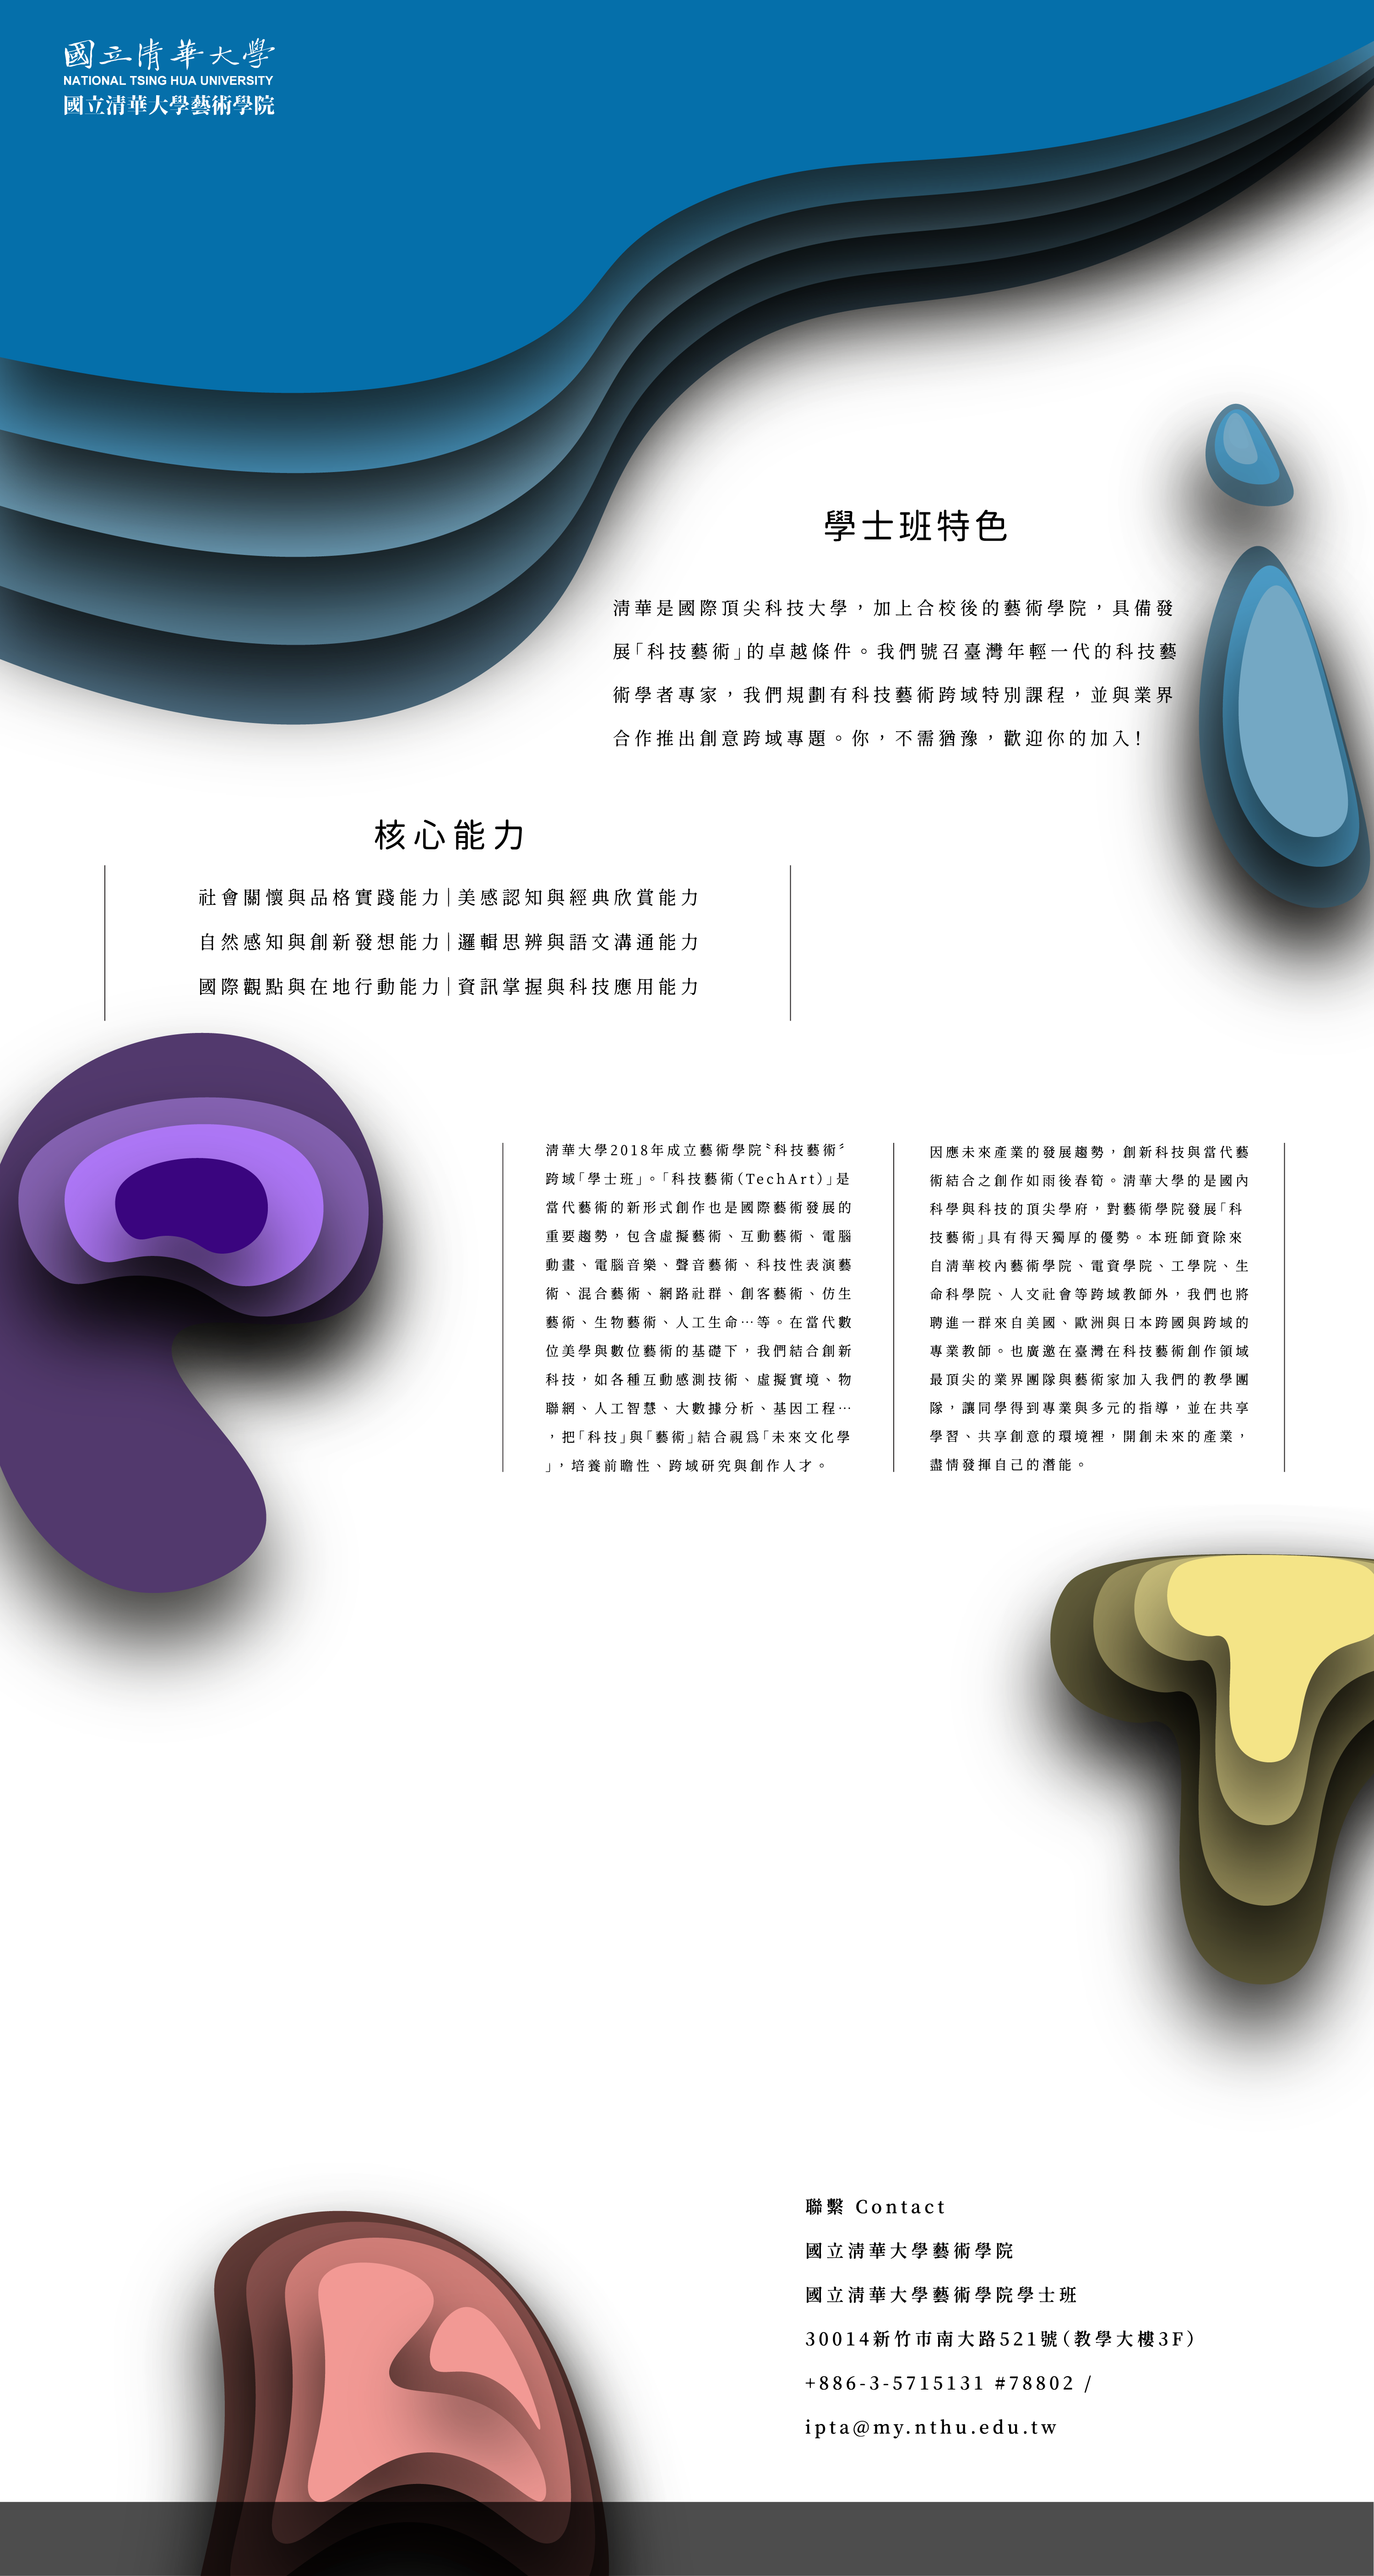 國立清華大學
NATIONAL TSING HUA UNIVERSITY
國立清華大學藝術學院
學士班特色
清華是國際頂尖科技大學，加上合校後的藝術學院，具備發
展「科技藝術」的卓越條件。我們號召臺灣年輕一代的科技藝
術學者專家，我們規劃有科技藝術跨域特別課程，並與業界
合作推出創意跨域專題。你，不需猶豫，歡迎你的加入！
核心能力
社會關懷與品格實踐能力|美感認知與經典欣賞能力
自然感知與創新發想能力|邏輯思辨與語文溝通能力
國際觀點與在地行動能力|資訊掌握與科技應用能力
清華大學2018年成立藝術學院〝科技藝術〞
跨域「學士班」。「科技藝術（TechArt）」是
當代藝術的新形式創作也是國際藝術發展的
重要趨勢，包含虛擬藝術、互動藝術、電腦
動畫、電腦音樂、聲音藝術、科技性表演藝
術、混合藝術、網路社群、創客藝術、仿生
藝術、生物藝術、人工生命…等。在當代數
位美學與數位藝術的基礎下，我們結合創新
科技，如各種互動感測技術、虛擬實境、物
聯網、人工智慧、大數據分析、基因工程…
，把「科技」與「藝術」結合視為「未來文化學
」，培養前瞻性、跨域研究與創作人才。
因應未來產業的發展趨勢，創新科技與當代藝
術結合之創作如雨後春筍。清華大學的是國內
科學與科技的頂尖學府，對藝術學院發展「科
技藝術」具有得天獨厚的優勢。本班師資除來
自清華校內藝術學院、電資學院、工學院、生
命科學院、人文社會等跨域教師外，我們也將
聘進一群來自美國、歐洲與日本跨國與跨域的
專業教師。也廣邀在臺灣在科技藝術創作領域
最頂尖的業界團隊與藝術家加入我們的教學團
隊，讓同學得到專業與多元的指導，並在共享
學習、共享創意的環境裡，開創未來的產業，
盡情發揮自己的潛能。
聯繫 Contact
國立清華大學藝術學院
國立清華大學藝術學院學士班
30014新竹市南大路521號（教學大樓3F）
+886-3-5715131 #78802 /
ipta@my.nthu.edu.tw